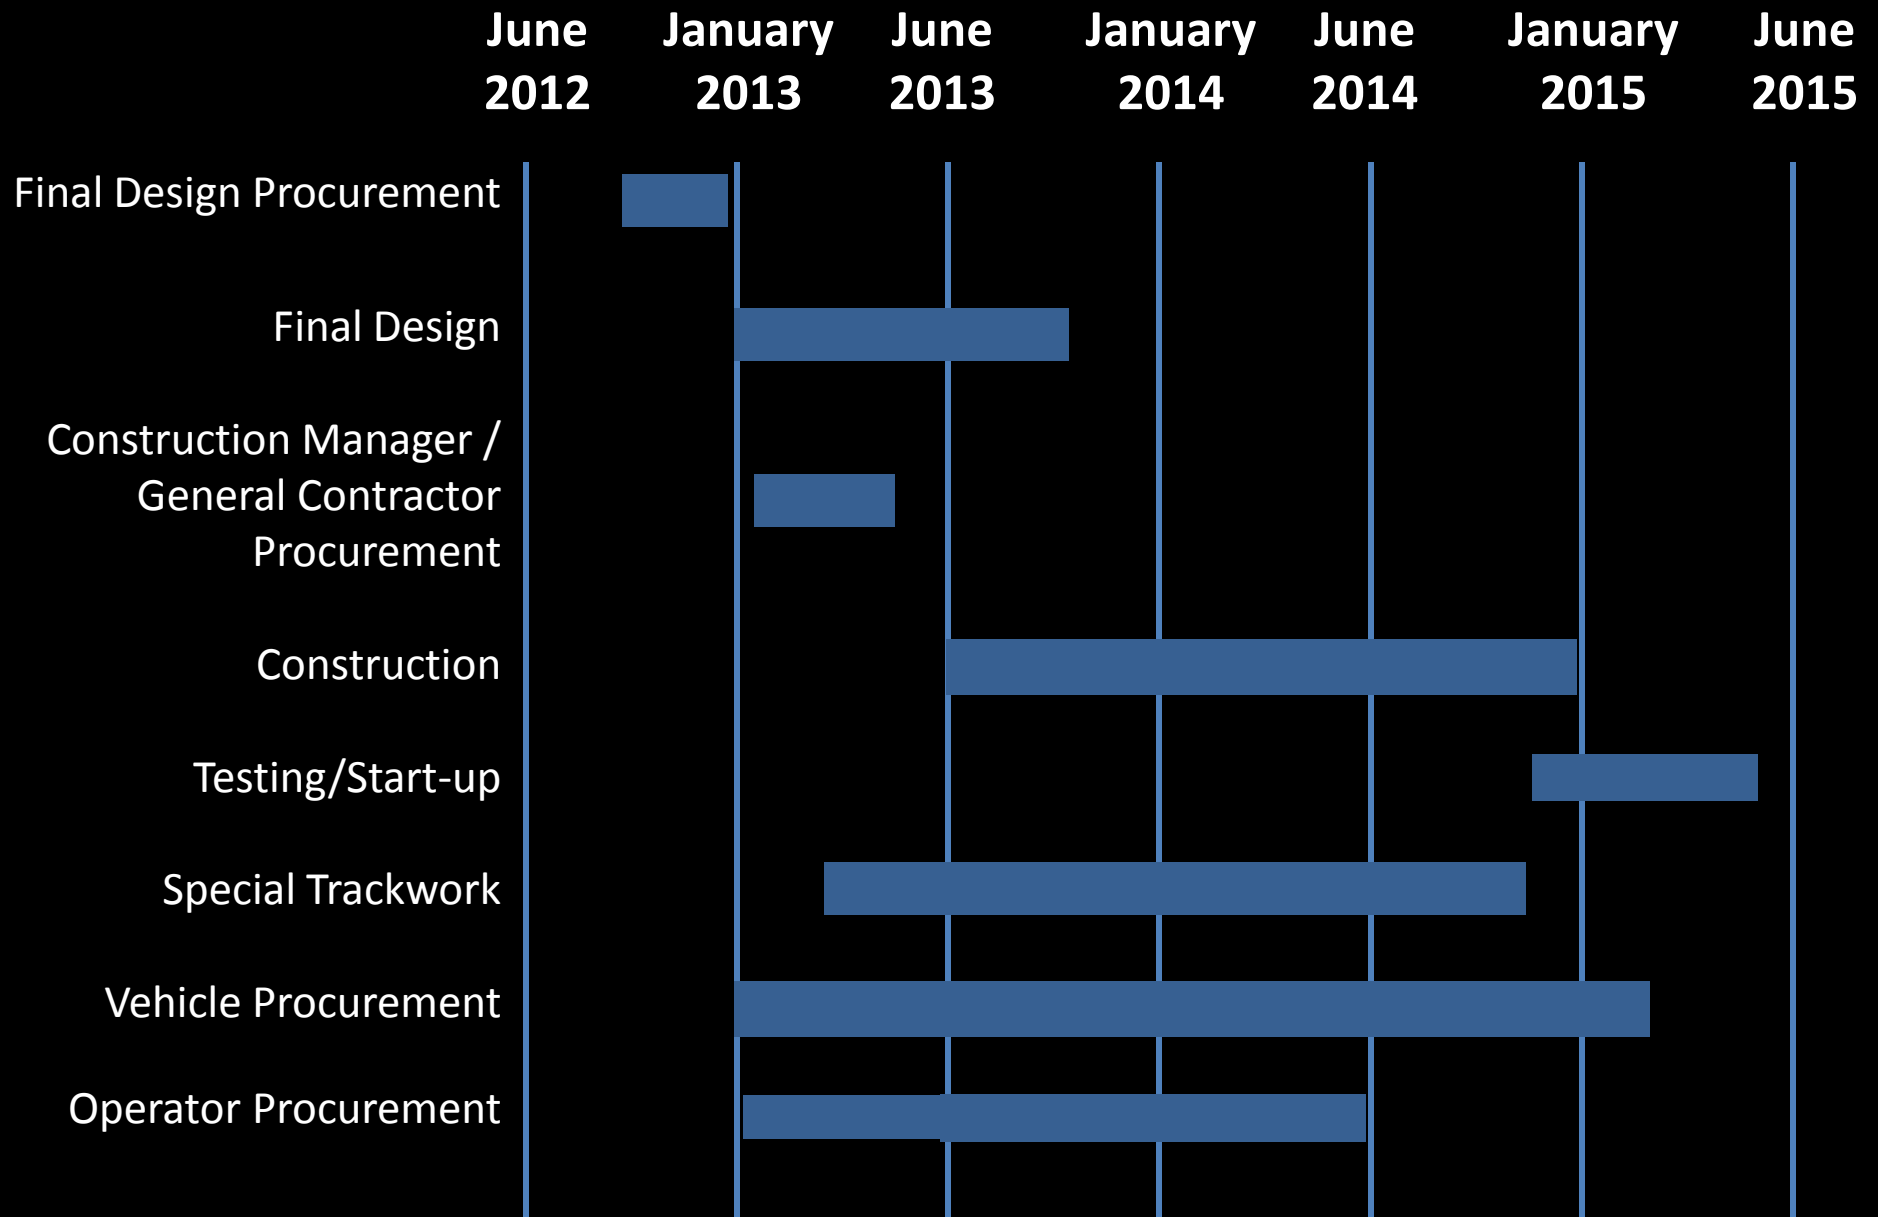 June January June January June January June
2012 2013 2013 2014 2014 2015 2015
Final Design Procurement
Final Design
Construction Manager /
General Contractor
Procurement
Construction
Testing/Start-up
Special Trackwork
Vehicle Procurement
Operator Procurement